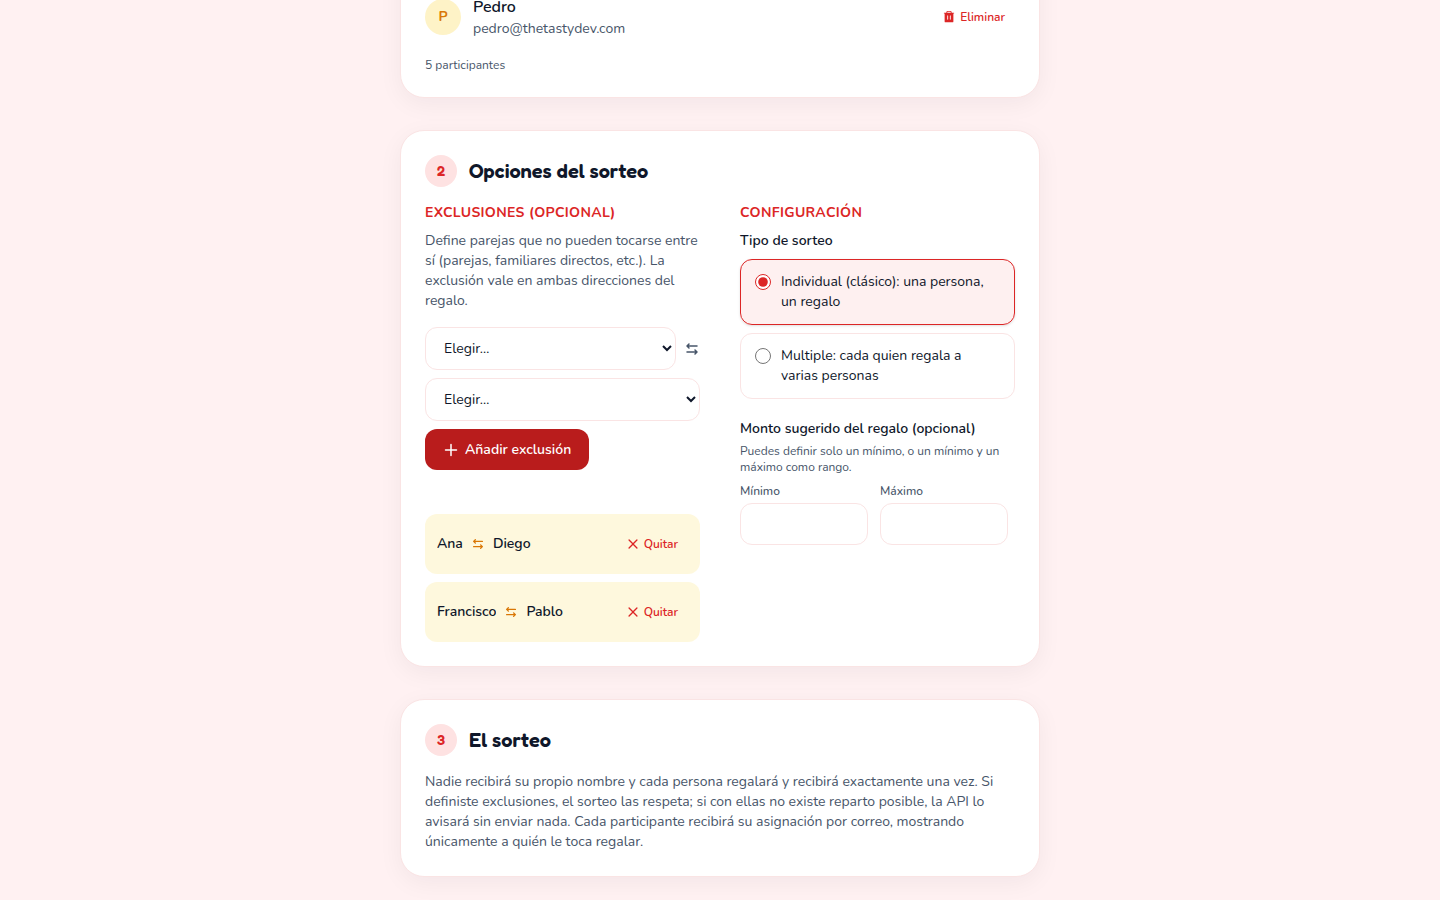 P
Pedro
pedro@thetastydev.com
Eliminar
5 participantes
2
Opciones del sorteo
EXCLUSIONES (OPCIONAL)
Define parejas que no pueden tocarse entre
sí (parejas, familiares directos, etc.). La
exclusión vale en ambas direcciones del
regalo.
Elegir...
Elegir...
Añadir exclusión
Ana
Diego
Quitar
Francisco
Pablo
Quitar
CONFIGURACIÓN
Tipo de sorteo
Individual (clásico): una persona,
un regalo
Multiple: cada quien regala a
varias personas
Monto sugerido del regalo (opcional)
Puedes definir solo un mínimo, o un mínimo y un
máximo como rango.
Mínimo
Máximo
3
El sorteo
Nadie recibirá su propio nombre y cada persona regalará y recibirá exactamente una vez. Si
definiste exclusiones, el sorteo las respeta; si con ellas no existe reparto posible, la API lo
avisará sin enviar nada. Cada participante recibirá su asignación por correo, mostrando
únicamente a quién le toca regalar.